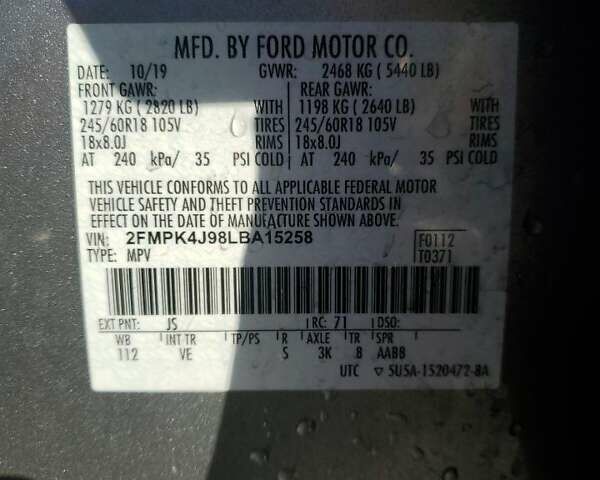 MFD. BY FORD MOTOR CO.
DATE: 10/19 GVWR: 2468 KG ( 5440 LB)
FRONT GAWR: REAR GAWR:
1279 KG ( 2820 LB) WITH 1198 KG ( 2640 LB) WITH
245/60R18 105V TIRES 245/60R18 105V TIRES
18x8.0J RIMS 18x8.0J RIMS
AT 240 kPa/ 35 PSI COLD AT 240 kPa/ 35 PSI COLD
THIS VEHICLE CONFORMS TO ALL APPLICABLE FEDERAL MOTOR
VEHICLE SAFETY AND THEFT PREVENTION STANDARDS IN
EFFECT ON THE DATE OF MANUFACTURE SHOWN ABOVE.
VIN: 2FMPK4J98LBA15258 F0112
TYPE: MPV T0371
EXT PNT: JS RC: 71 DSO:
WB INT TR TP/PS R AXLE TR SPR
112 VE S 3K 8 AABB
UTC ▽ 5U5A-1520472-BA